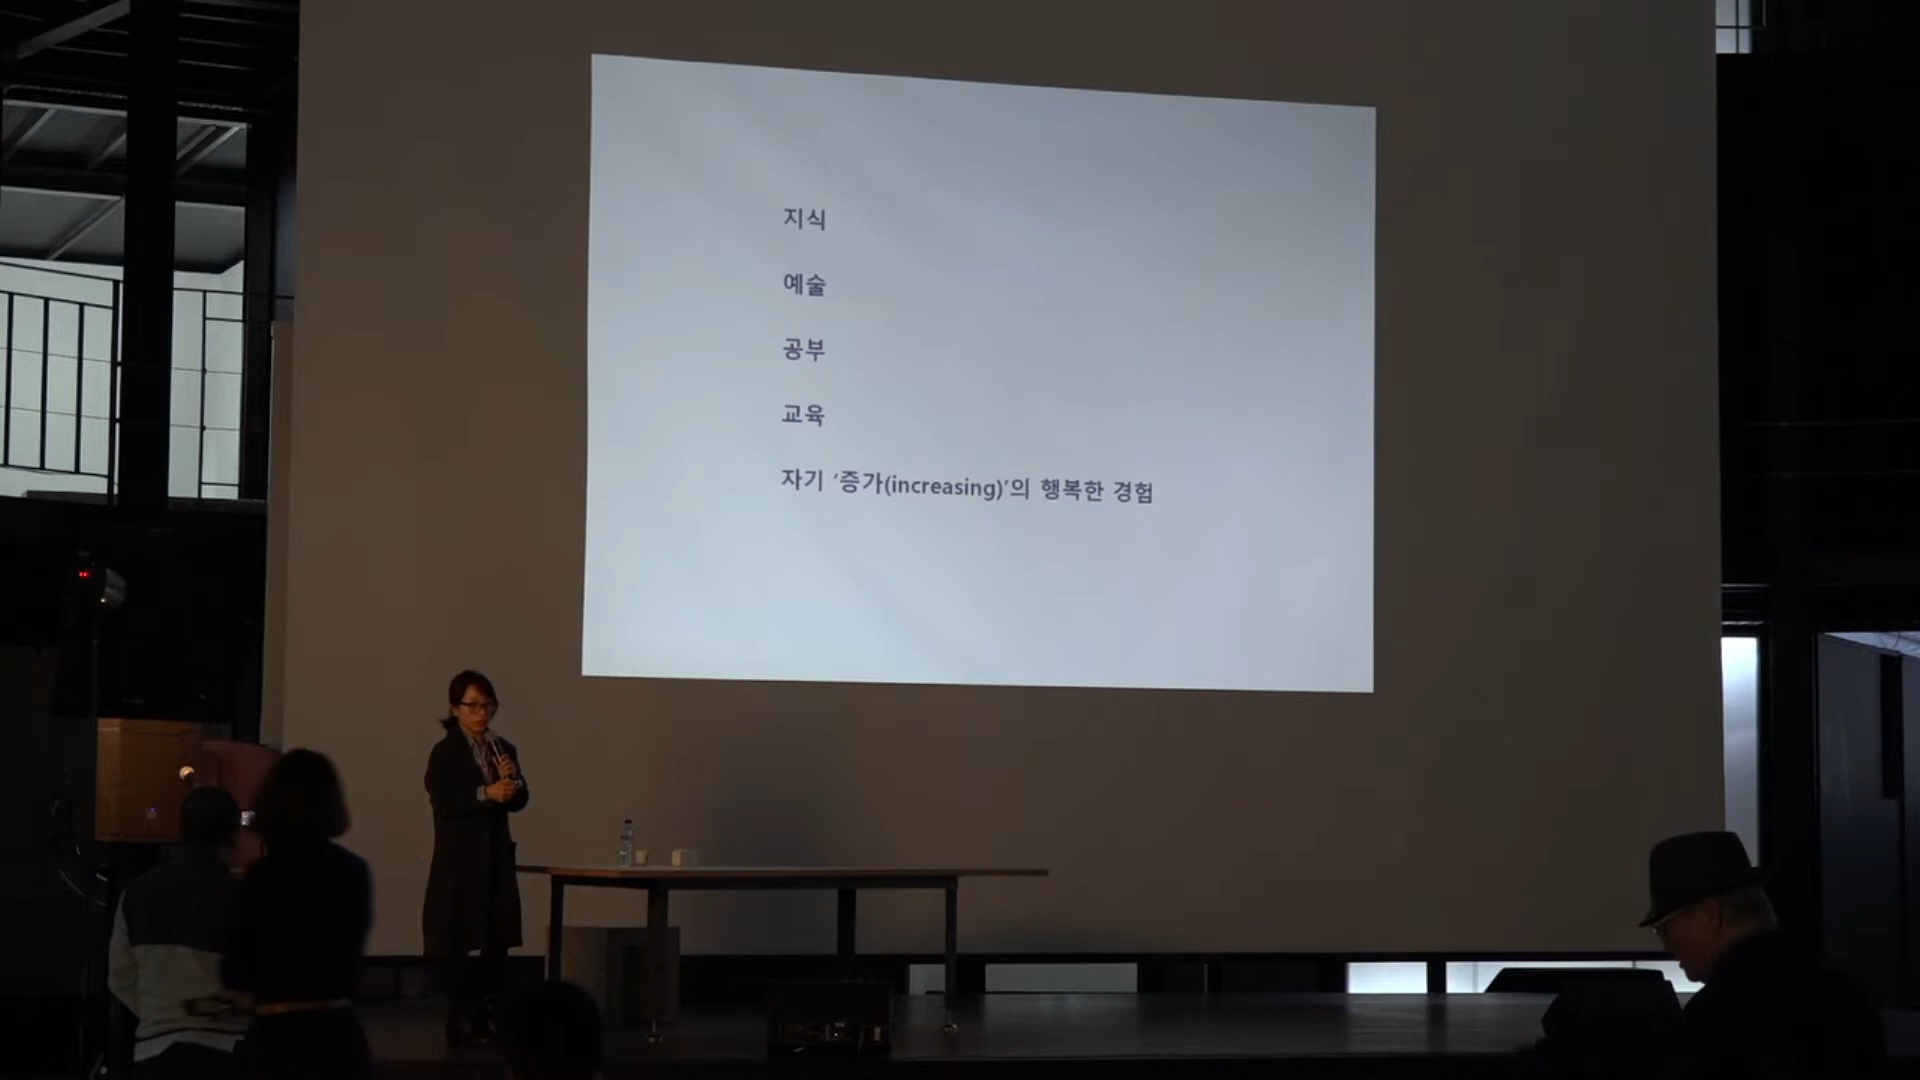 지식
예술
공부
교육
자기 ‘증가(increasing)’의 행복한 경험